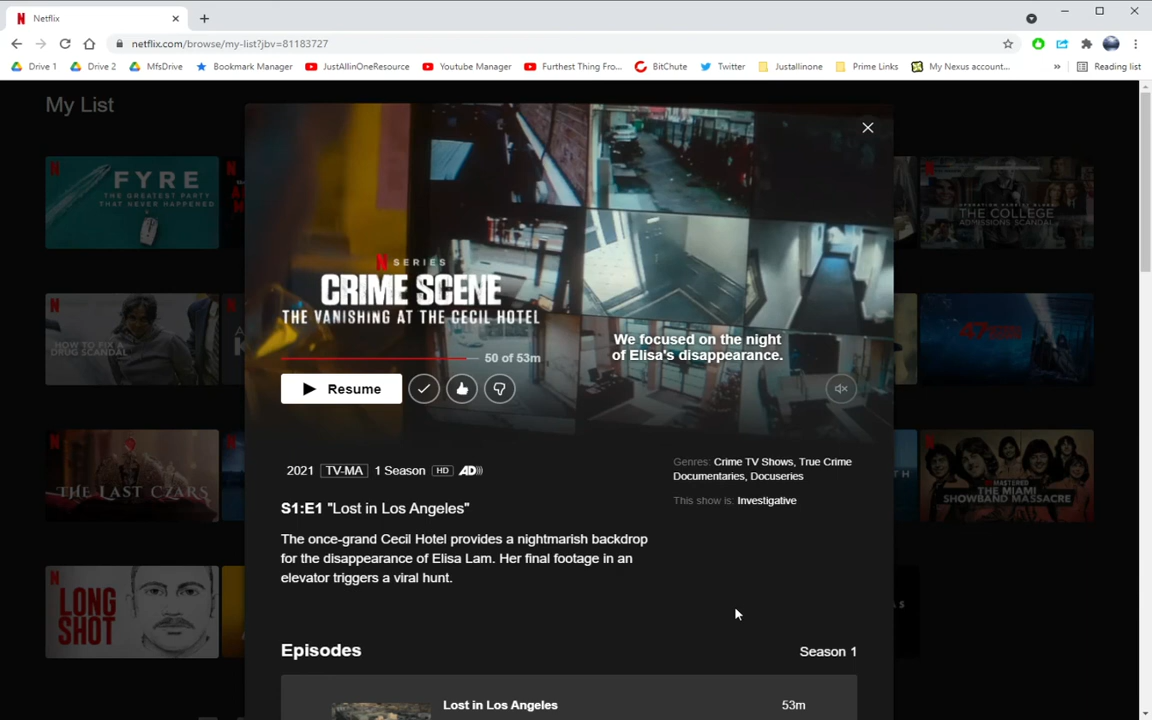 Netflix
netflix.com/browse/my-list?jbv=81183727
Drive 1
Drive 2
MfsDrive
Bookmark Manager
JustAllinOneResource
Youtube Manager
Furthest Thing Fro...
BitChute
Twitter
Justallinone
Prime Links
My Nexus account...
»
Reading list
My List
FYRE
THE GREATEST PARTY
THAT NEVER HAPPENED
THE COLLEGE
ADMISSIONS SCANDAL
N SERIES
CRIME SCENE
THE VANISHING AT THE CECIL HOTEL
We focused on the night
of Elisa's disappearance.
50 of 53m
Resume
HOW TO FIX A
DRUG SCANDAL
2021 TV-MA 1 Season HD AD
Genres: Crime TV Shows, True Crime
Documentaries, Docuseries
This show is: Investigative
THE LAST CZARS
THE MIAMI
SHOWBAND MASSACRE
S1:E1 "Lost in Los Angeles"
The once-grand Cecil Hotel provides a nightmarish backdrop
for the disappearance of Elisa Lam. Her final footage in an
elevator triggers a viral hunt.
LONG
SHOT
Episodes
Season 1
Lost in Los Angeles
53m